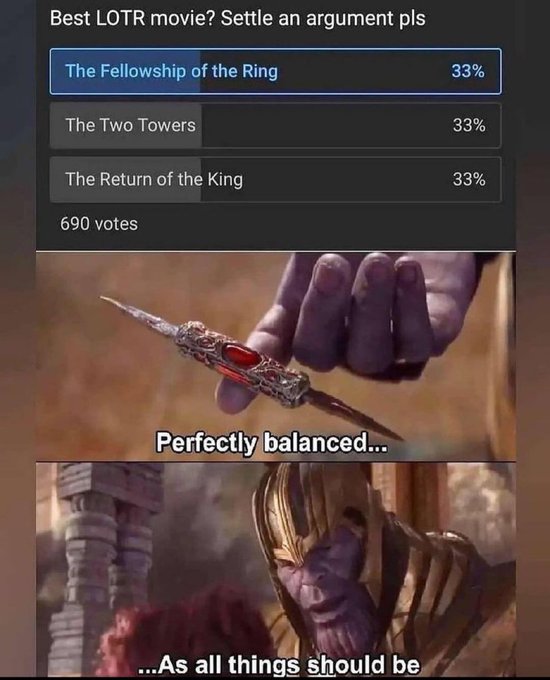 Best LOTR movie? Settle an argument pls
The Fellowship of the Ring 33%
The Two Towers 33%
The Return of the King 33%
690 votes
Perfectly balanced...
...As all things should be